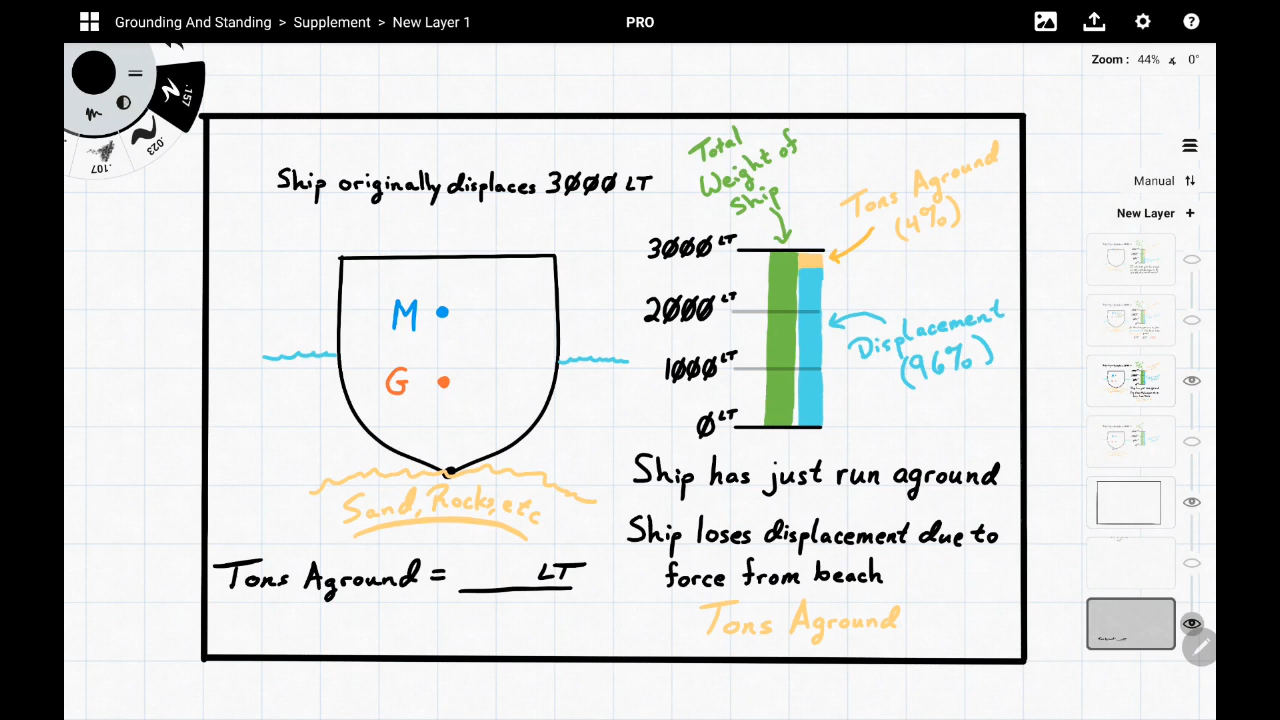 Grounding And Standing > Supplement > New Layer 1
PRO
Zoom : 44% 0°
.157
.023
.107
Manual
New Layer +
Ship originally displaces 3000 LT
Total
Weight of
Ship
Tons Aground
(4%)
3000 LT
2000 LT
1000 LT
0 LT
Displacement
(96%)
M
G
Sand, Rocks, etc
Tons Aground = ____ LT
Ship has just run aground
Ship loses displacement due to
force from beach
Tons Aground